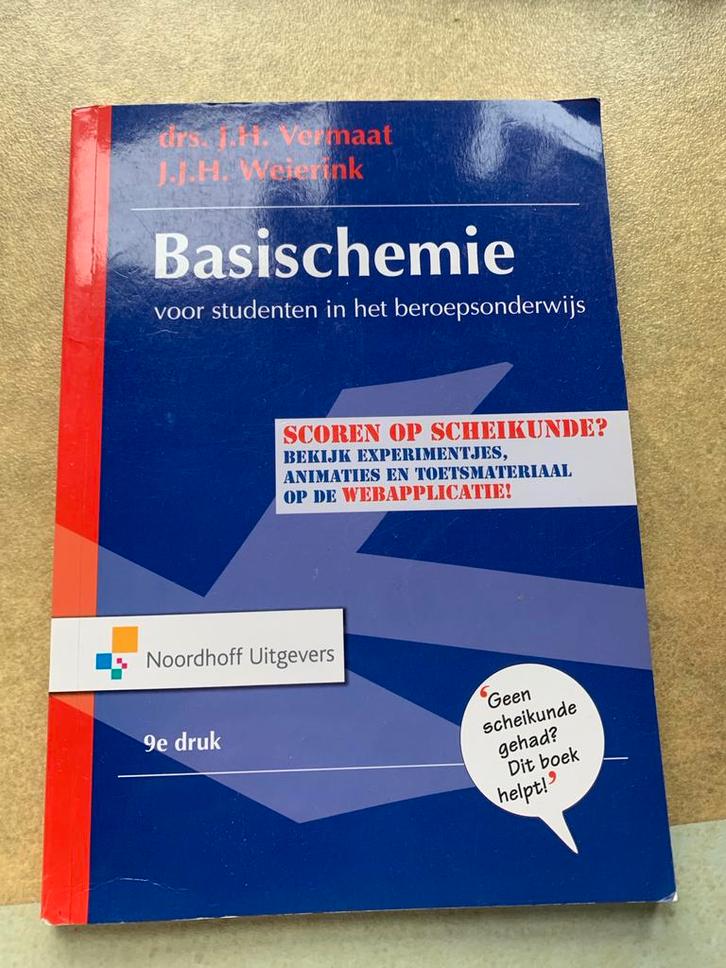 drs. J.H. Vermaat
J.J.H. Weierink
Basischemie
voor studenten in het beroepsonderwijs
SCOREN OP SCHEIKUNDE?
BEKIJK EXPERIMENTJES,
ANIMATIES EN TOETSMATERIAAL
OP DE WEBAPPLICATIE!
Noordhoff Uitgevers
9e druk
‘Geen
scheikunde
gehad?
Dit boek
helpt!’